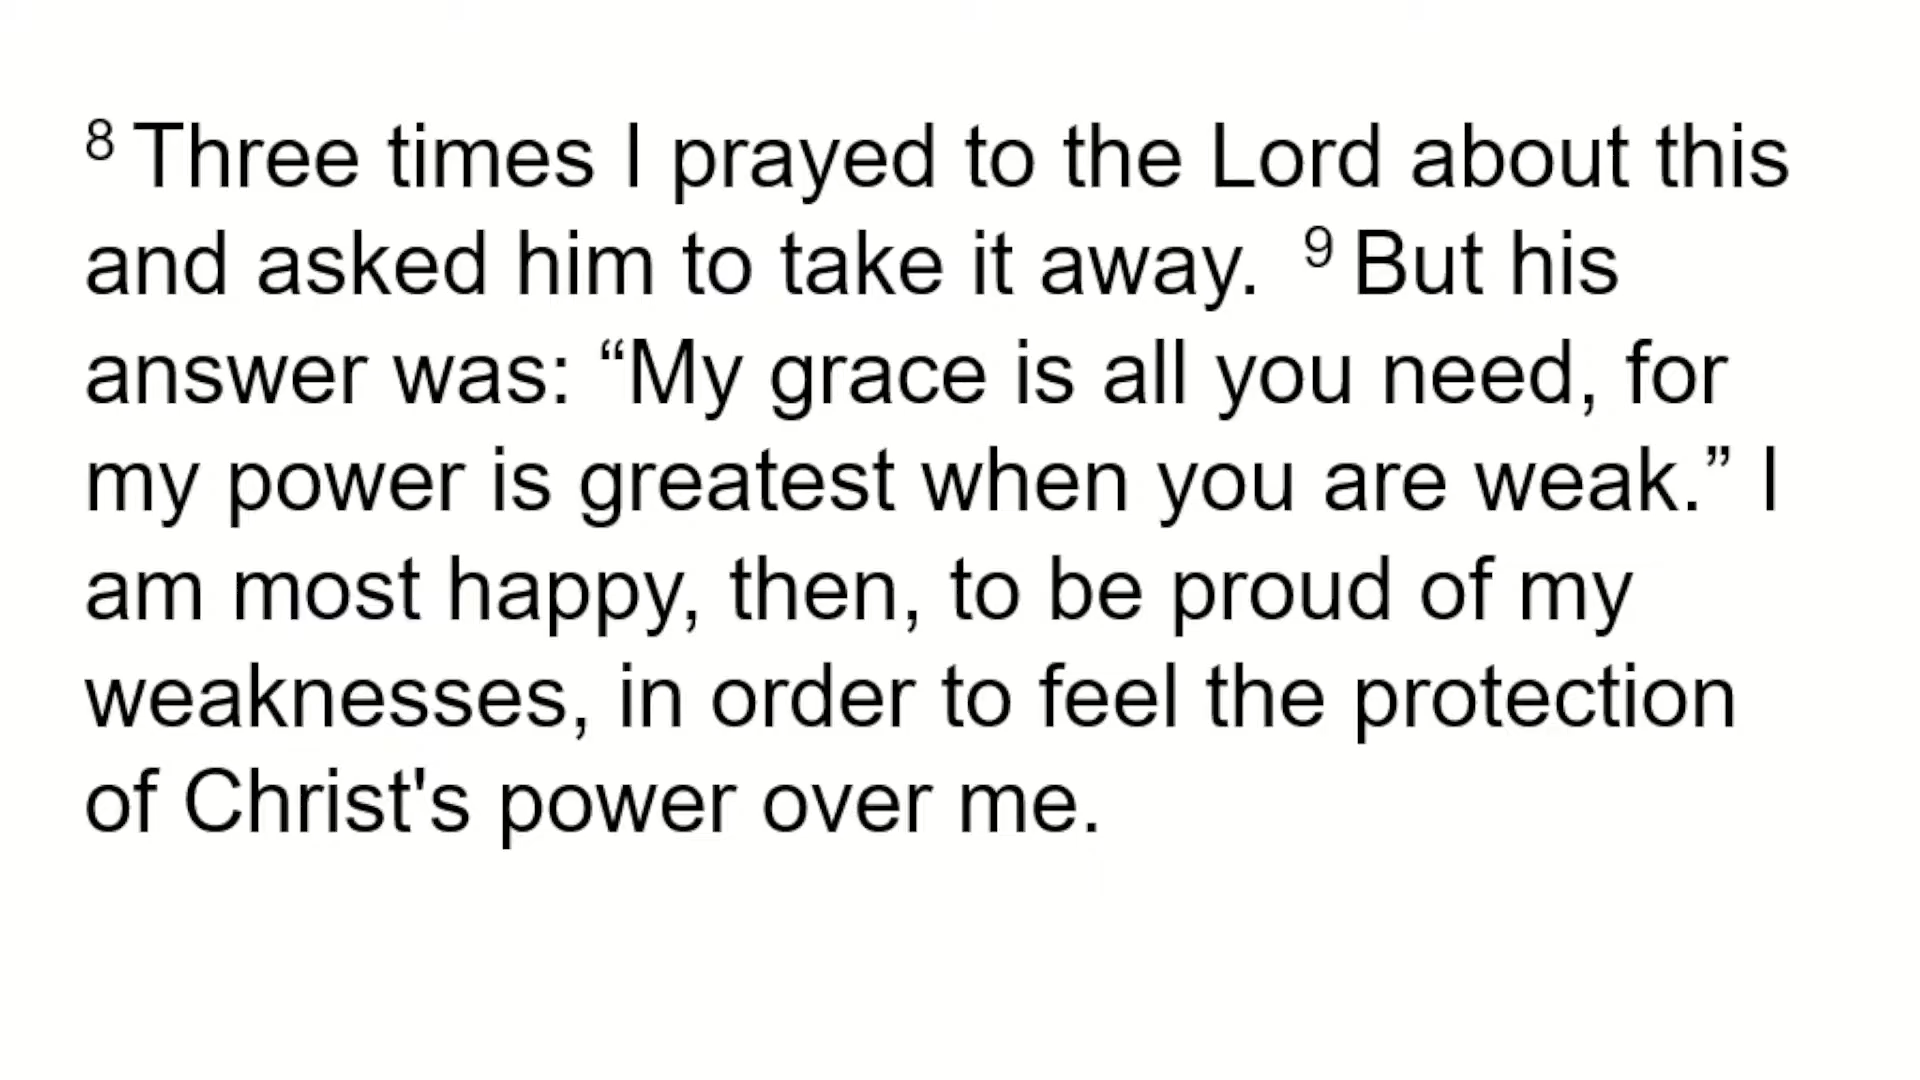 8 Three times I prayed to the Lord about this
and asked him to take it away. 9 But his
answer was: “My grace is all you need, for
my power is greatest when you are weak.” I
am most happy, then, to be proud of my
weaknesses, in order to feel the protection
of Christ's power over me.